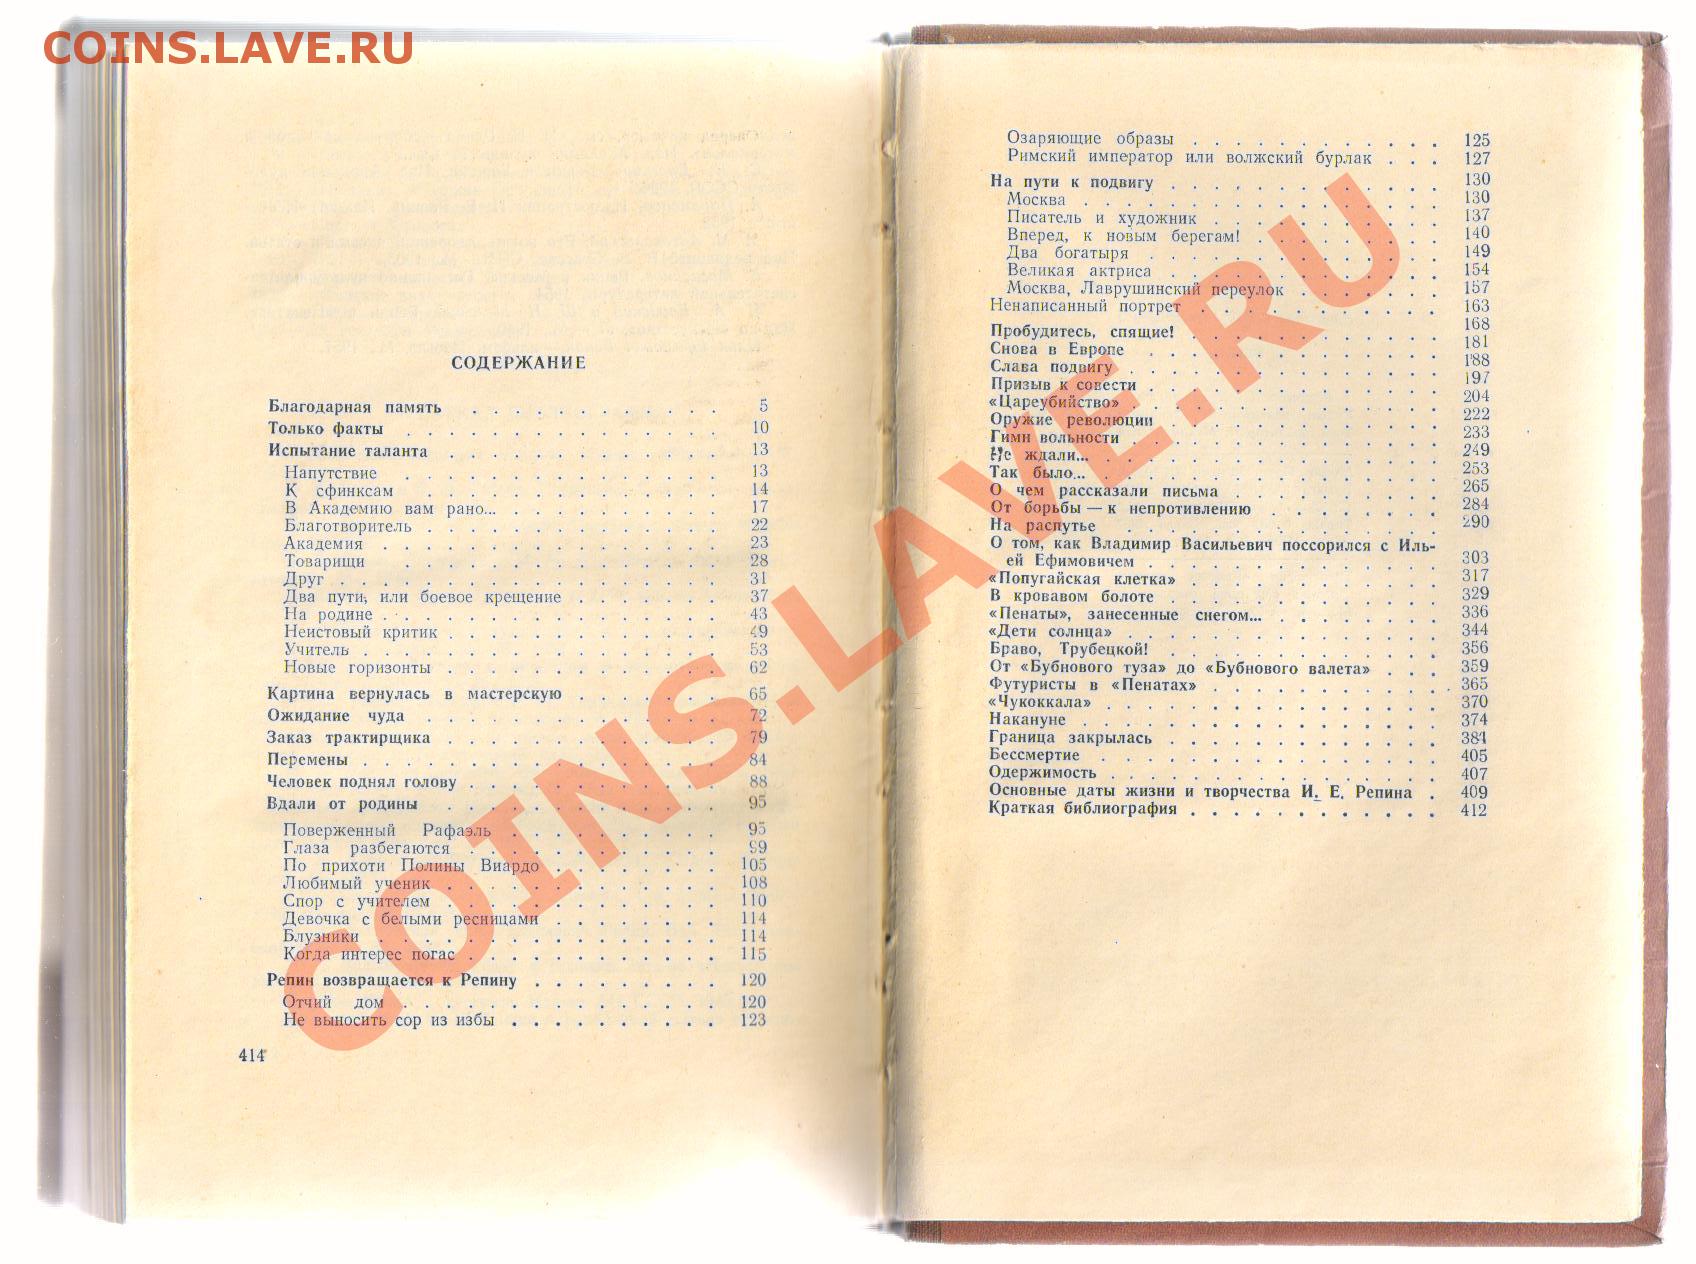 COINS.LAVE.RU
СОДЕРЖАНИЕ
Благодарная память . . . . . . . . . . . . 5
Только факты . . . . . . . . . . . . . . . 10
Испытание таланта . . . . . . . . . . . . . 13
Напутствие . . . . . . . . . . . . . . . 13
К сфинксам . . . . . . . . . . . . . . 14
В Академию вам рано... . . . . . . . . . . 17
Благотворитель . . . . . . . . . . . . . . 22
Академия . . . . . . . . . . . . . . . . 23
Товарищи . . . . . . . . . . . . . . . 28
Друг . . . . . . . . . . . . . . . . . . 31
Два пути, или боевое крещение . . . . . . . 37
На родине . . . . . . . . . . . . . . . . 43
Неистовый критик . . . . . . . . . . . . . 49
Учитель . . . . . . . . . . . . . . . . . 53
Новые горизонты . . . . . . . . . . . . . 62
Картина вернулась в мастерскую . . . . . . . 65
Ожидание чуда . . . . . . . . . . . . . . 72
Заказ трактирщика . . . . . . . . . . . . . 79
Перемены . . . . . . . . . . . . . . . . . 84
Человек поднял голову . . . . . . . . . . . . 88
Вдали от родины . . . . . . . . . . . . . 95
Поверженный Рафаэль . . . . . . . . . . 95
Глаза разбегаются . . . . . . . . . . . . 99
По прихоти Полины Виардо . . . . . . . . 105
Любимый ученик . . . . . . . . . . . . . 108
Спор с учителем . . . . . . . . . . . . . 110
Девочка с белыми ресницами . . . . . . . . 114
Блузники . . . . . . . . . . . . . . . . 114
Когда интерес погас . . . . . . . . . . . . 115
Репин возвращается к Репину . . . . . . . . . 120
Отчий дом . . . . . . . . . . . . . . . 120
Не выносить сор из избы . . . . . . . . . . 123
414
Озаряющие образы . . . . . . . . . . . . 125
Римский император или волжский бурлак . . . 127
На пути к подвигу . . . . . . . . . . . . . 130
Москва . . . . . . . . . . . . . . . . . 130
Писатель и художник . . . . . . . . . . . 137
Вперед, к новым берегам! . . . . . . . . . 140
Два богатыря . . . . . . . . . . . . . . 149
Великая актриса . . . . . . . . . . . . . 154
Москва, Лаврушинский переулок . . . . . . . 157
Ненаписанный портрет . . . . . . . . . . . 163
Пробудитесь, спящие! . . . . . . . . . . . 168
Снова в Европе . . . . . . . . . . . . . . 181
Слава подвигу . . . . . . . . . . . . . . . 188
Призыв к совести . . . . . . . . . . . . . . 197
«Цареубийство» . . . . . . . . . . . . . . 204
Оружие революции . . . . . . . . . . . . . 222
Гимн вольности . . . . . . . . . . . . . . 233
Не ждали... . . . . . . . . . . . . . . . . 249
Так было... . . . . . . . . . . . . . . . . 253
О чем рассказали письма . . . . . . . . . . 265
От борьбы — к непротивлению . . . . . . . . 284
На распутье . . . . . . . . . . . . . . . 290
О том, как Владимир Васильевич поссорился с Иль-
ей Ефимовичем . . . . . . . . . . . . . . 303
«Попугайская клетка» . . . . . . . . . . . . 317
В кровавом болоте . . . . . . . . . . . . . 329
«Пенаты», занесенные снегом... . . . . . . . . 336
«Дети солнца» . . . . . . . . . . . . . . . 344
Браво, Трубецкой! . . . . . . . . . . . . . 356
От «Бубнового туза» до «Бубнового валета» . . . 359
Футуристы в «Пенатах» . . . . . . . . . . . . 365
«Чукоккала» . . . . . . . . . . . . . . . . 370
Накануне . . . . . . . . . . . . . . . . . 374
Граница закрылась . . . . . . . . . . . . . 381
Бессмертие . . . . . . . . . . . . . . . . 405
Одержимость . . . . . . . . . . . . . . . . 407
Основные даты жизни и творчества И. Е. Репина . 409
Краткая библиография . . . . . . . . . . . . 412
COINS.LAVE.RU